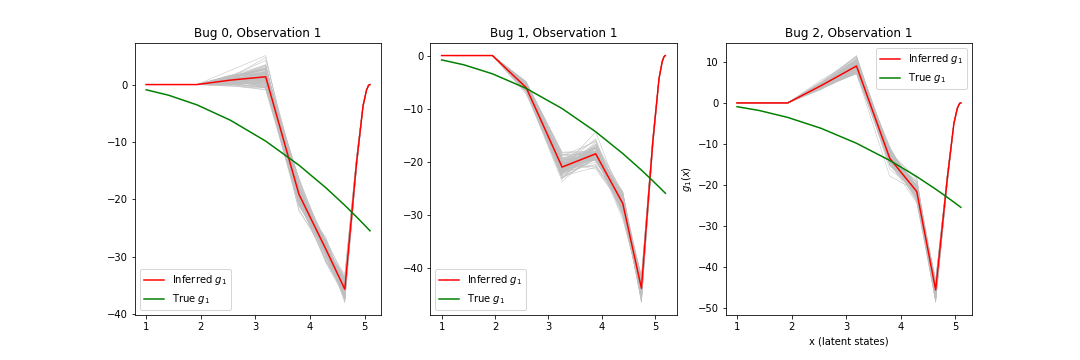 Bug 0, Observation 1
0
−10
−20
−30
−40
1 2 3 4 5
Inferred g₁
True g₁
Bug 1, Observation 1
0
−10
−20
−30
−40
1 2 3 4 5
Inferred g₁
True g₁
Bug 2, Observation 1
g₁(x)
10
0
−10
−20
−30
−40
−50
1 2 3 4 5
x (latent states)
Inferred g₁
True g₁